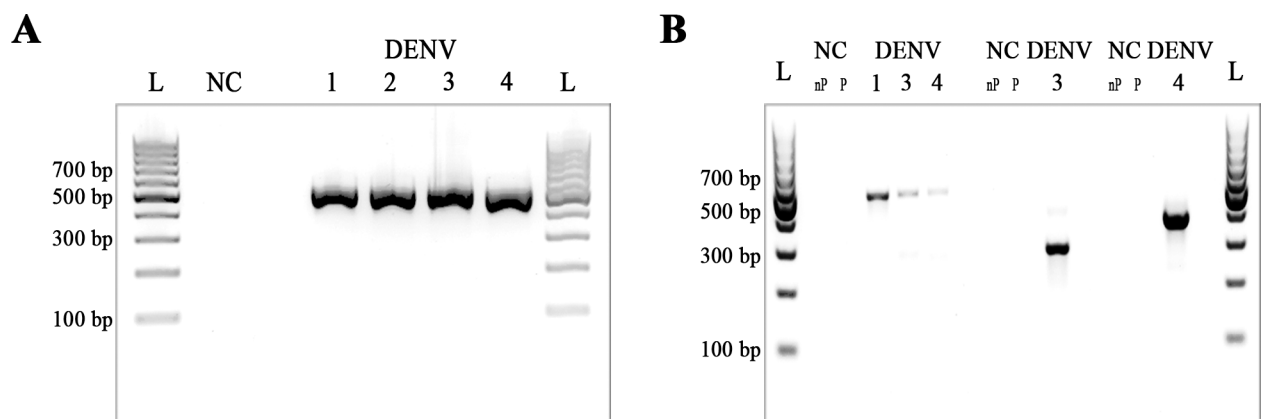 A
DENV
L NC 1 2 3 4 L
700 bp
500 bp
300 bp
100 bp
B
NC DENV NC DENV NC DENV
L nP P 1 3 4 nP P 3 nP P 4 L
700 bp
500 bp
300 bp
100 bp